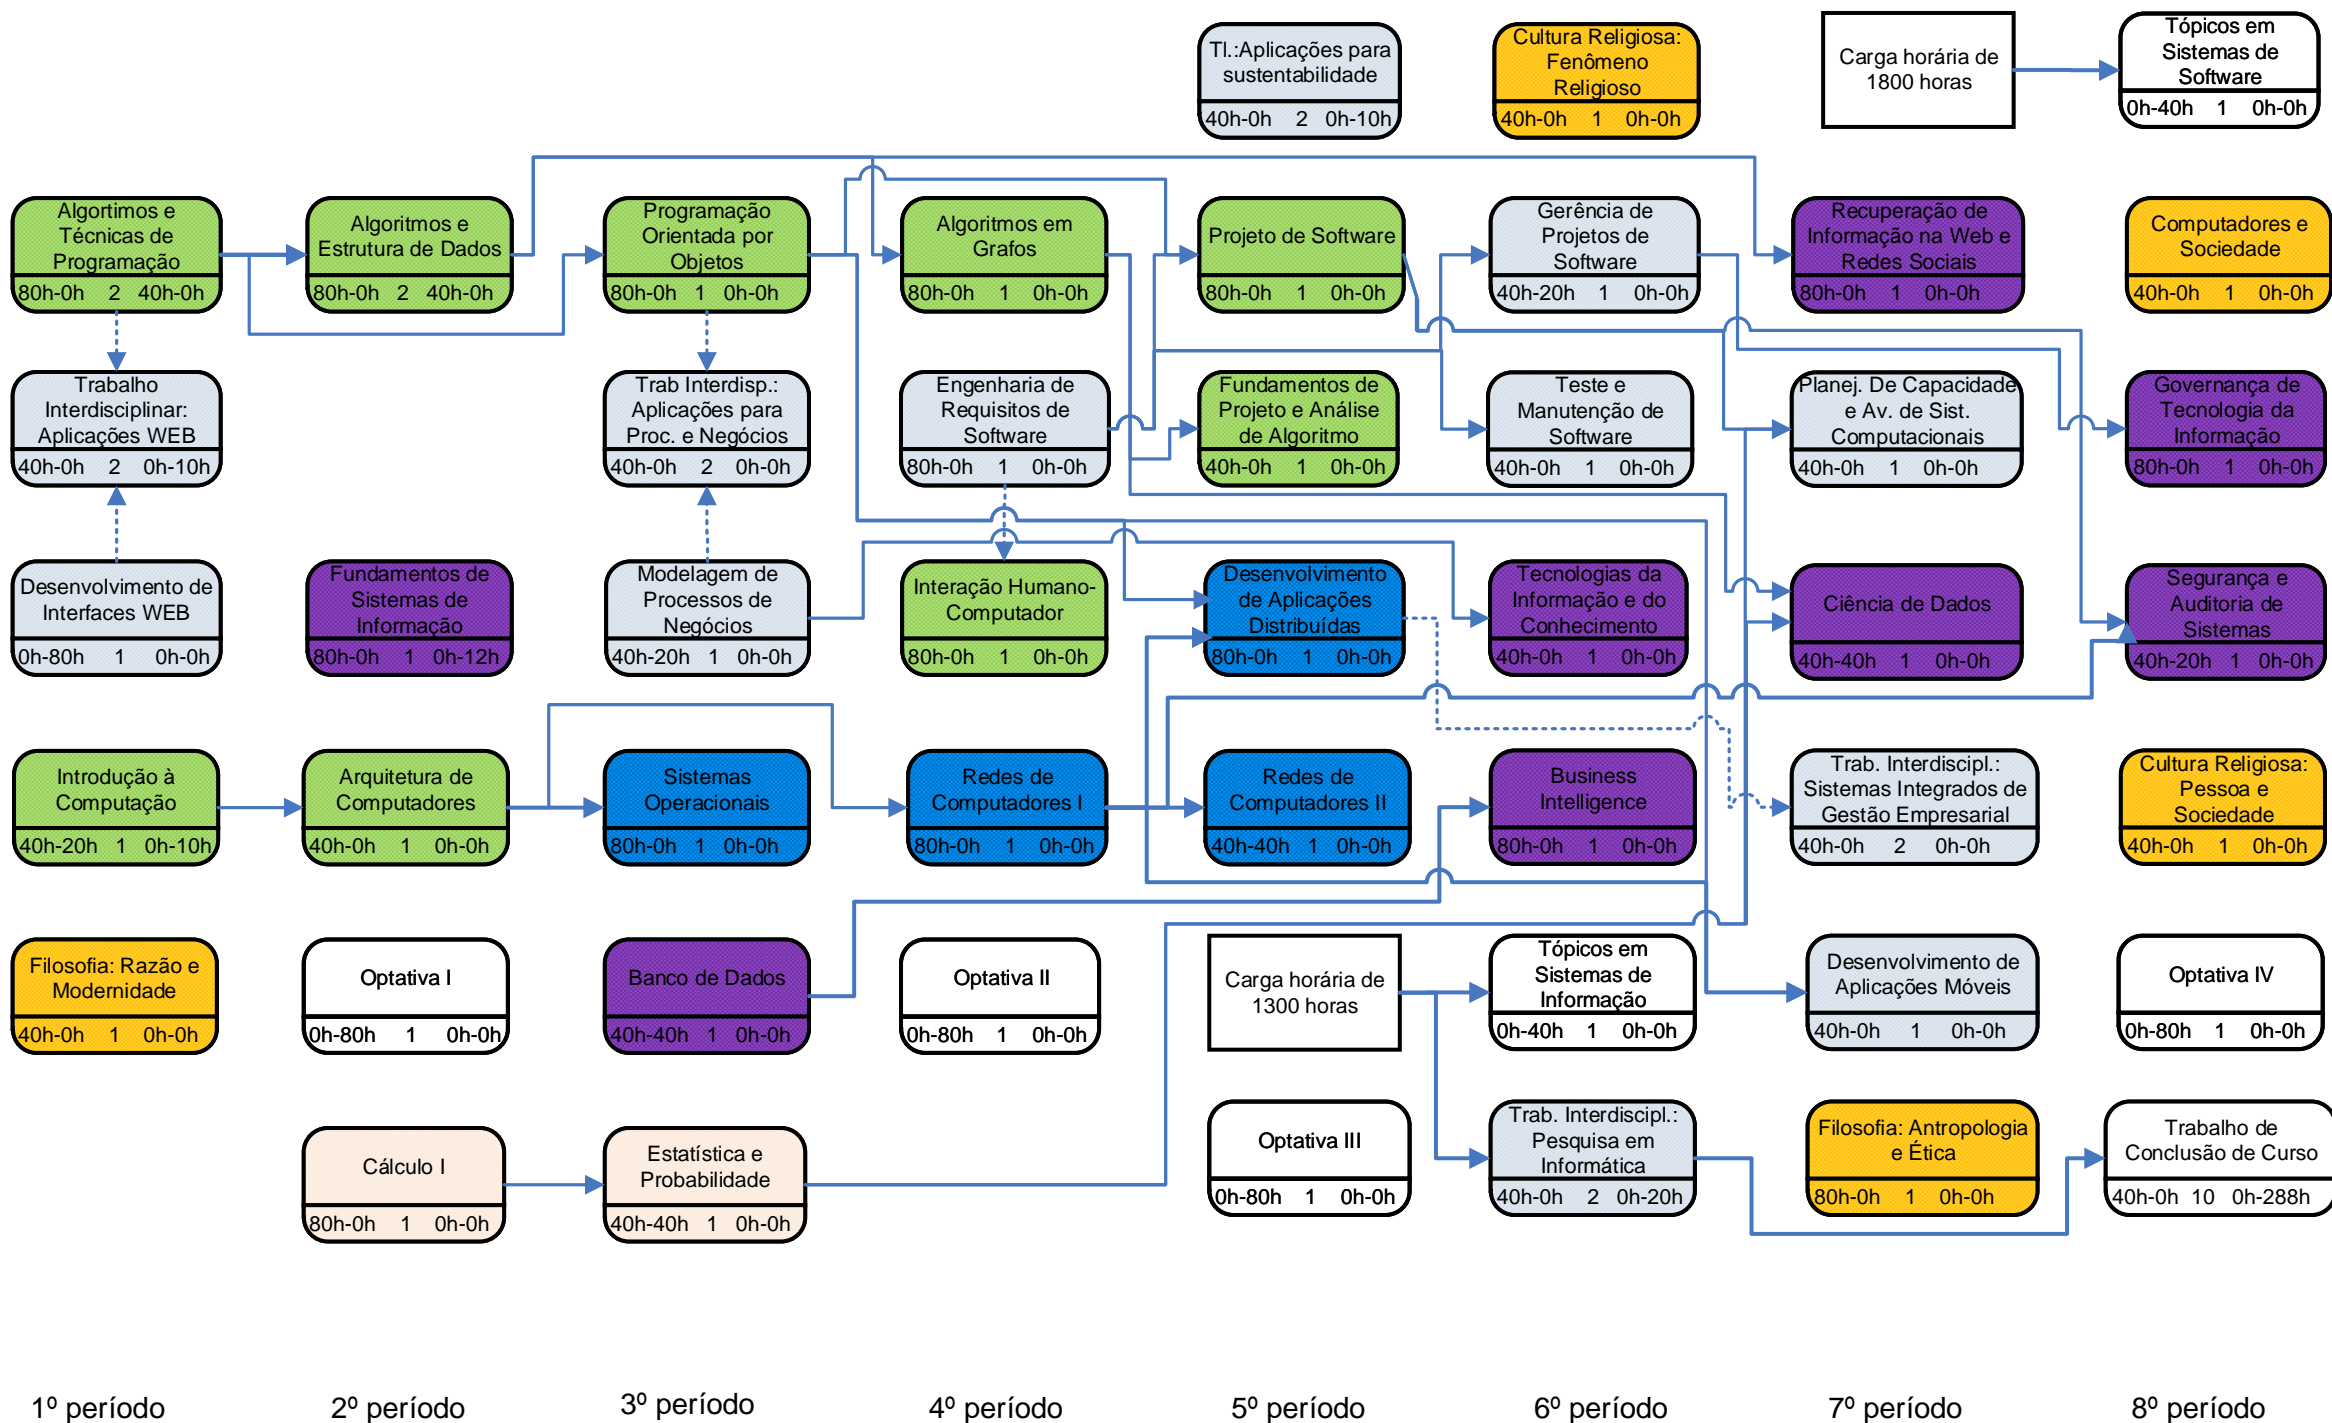 Tl.:Aplicações para
sustentabilidade
40h-0h 2 0h-10h
Cultura Religiosa:
Fenômeno
Religioso
40h-0h 1 0h-0h
Carga horária de
1800 horas
Tópicos em
Sistemas de
Software
0h-40h 1 0h-0h
Algortimos e
Técnicas de
Programação
80h-0h 2 40h-0h
Algoritmos e
Estrutura de Dados
80h-0h 2 40h-0h
Programação
Orientada por
Objetos
80h-0h 1 0h-0h
Algoritmos em
Grafos
80h-0h 1 0h-0h
Projeto de Software
80h-0h 1 0h-0h
Gerência de
Projetos de
Software
40h-20h 1 0h-0h
Recuperação de
Informação na Web e
Redes Sociais
80h-0h 1 0h-0h
Computadores e
Sociedade
40h-0h 1 0h-0h
Trabalho
Interdisciplinar:
Aplicações WEB
40h-0h 2 0h-10h
Trab Interdisp.:
Aplicações para
Proc. e Negócios
40h-0h 2 0h-0h
Engenharia de
Requisitos de
Software
80h-0h 1 0h-0h
Fundamentos de
Projeto e Análise
de Algoritmo
40h-0h 1 0h-0h
Teste e
Manutenção de
Software
40h-0h 1 0h-0h
Planej. De Capacidade
e Av. de Sist.
Computacionais
40h-0h 1 0h-0h
Governança de
Tecnologia da
Informação
80h-0h 1 0h-0h
Desenvolvimento de
Interfaces WEB
0h-80h 1 0h-0h
Fundamentos de
Sistemas de
Informação
80h-0h 1 0h-12h
Modelagem de
Processos de
Negócios
40h-20h 1 0h-0h
Interação Humano-
Computador
80h-0h 1 0h-0h
Desenvolvimento
de Aplicações
Distribuídas
80h-0h 1 0h-0h
Tecnologias da
Informação e do
Conhecimento
40h-0h 1 0h-0h
Ciência de Dados
40h-40h 1 0h-0h
Segurança e
Auditoria de
Sistemas
40h-20h 1 0h-0h
Introdução à
Computação
40h-20h 1 0h-10h
Arquitetura de
Computadores
40h-0h 1 0h-0h
Sistemas
Operacionais
80h-0h 1 0h-0h
Redes de
Computadores I
80h-0h 1 0h-0h
Redes de
Computadores II
40h-40h 1 0h-0h
Business
Intelligence
80h-0h 1 0h-0h
Trab. Interdiscipl.:
Sistemas Integrados de
Gestão Empresarial
40h-0h 2 0h-0h
Cultura Religiosa:
Pessoa e
Sociedade
40h-0h 1 0h-0h
Filosofia: Razão e
Modernidade
40h-0h 1 0h-0h
Optativa I
0h-80h 1 0h-0h
Banco de Dados
40h-40h 1 0h-0h
Optativa II
0h-80h 1 0h-0h
Carga horária de
1300 horas
Tópicos em
Sistemas de
Informação
0h-40h 1 0h-0h
Desenvolvimento de
Aplicações Móveis
40h-0h 1 0h-0h
Optativa IV
0h-80h 1 0h-0h
Cálculo I
80h-0h 1 0h-0h
Estatística e
Probabilidade
40h-40h 1 0h-0h
Optativa III
0h-80h 1 0h-0h
Trab. Interdiscipl.:
Pesquisa em
Informática
40h-0h 2 0h-20h
Filosofia: Antropologia
e Ética
80h-0h 1 0h-0h
Trabalho de
Conclusão de Curso
40h-0h 10 0h-288h
1º período
2º período
3º período
4º período
5º período
6º período
7º período
8º período